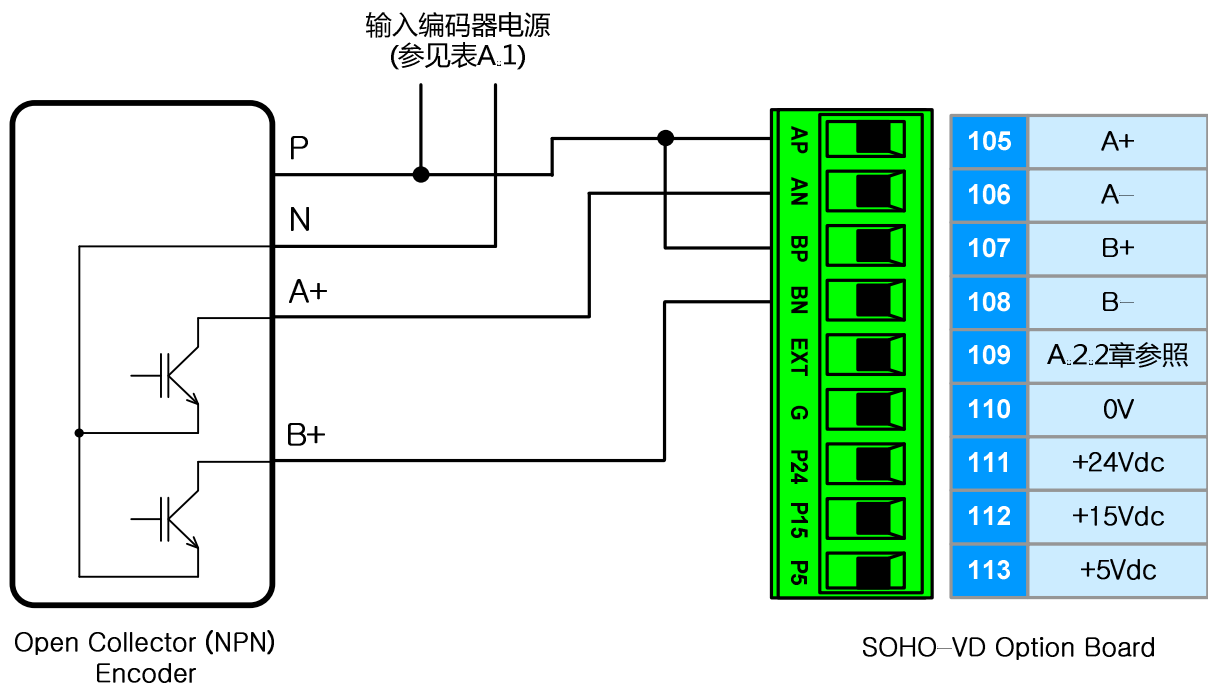 输入编码器电源
(参见表A.1)
P
N
A+
B+
Open Collector (NPN)
Encoder
AP
AN
BP
BN
EXT
G
P24
P15
P5
105 A+
106 A-
107 B+
108 B-
109 A.2.2章参照
110 0V
111 +24Vdc
112 +15Vdc
113 +5Vdc
SOHO-VD Option Board